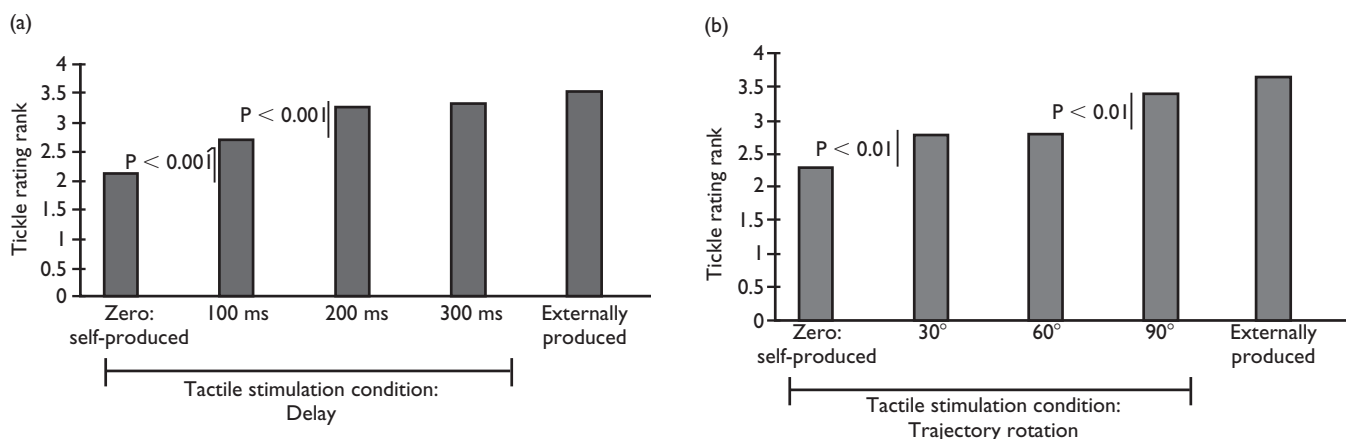 (a)
Tickle rating rank
4
3.5
3
2.5
2
1.5
1
0.5
0
P < 0.001
P < 0.001
Zero:
self-produced
100 ms
200 ms
300 ms
Externally
produced
Tactile stimulation condition:
Delay
(b)
Tickle rating rank
4
3.5
3
2.5
2
1.5
1
0.5
0
P < 0.01
P < 0.01
Zero:
self-produced
30°
60°
90°
Externally
produced
Tactile stimulation condition:
Trajectory rotation